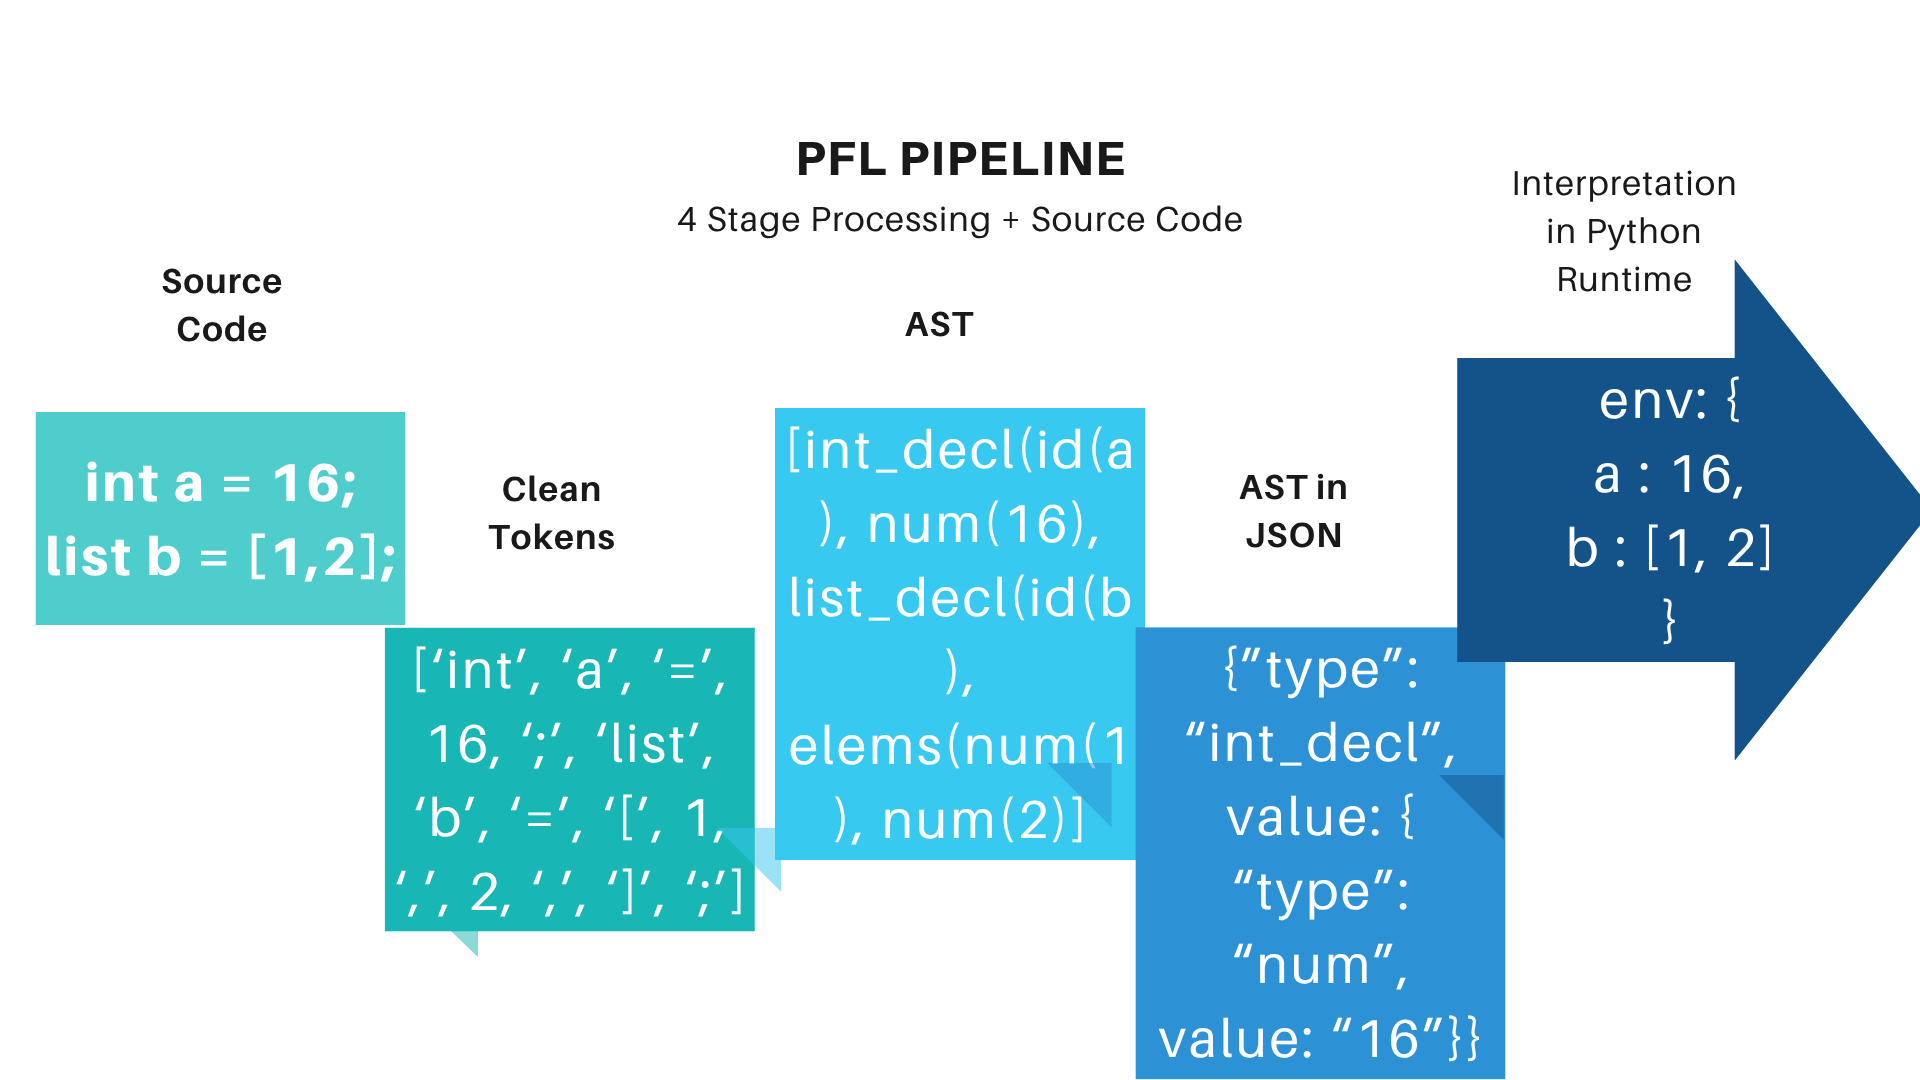 PFL PIPELINE
4 Stage Processing + Source Code
Source
Code
int a = 16;
list b = [1,2];
Clean
Tokens
[‘int’, ‘a’, ‘=’,
16, ‘;’, ‘list’,
‘b’, ‘=’, ‘[’, 1,
‘,’, 2, ‘,’, ‘]’, ‘;’]
AST
[int_decl(id(a
), num(16),
list_decl(id(b
),
elems(num(1
), num(2)]
AST in
JSON
{”type”:
“int_decl”,
value: {
“type”:
“num”,
value: “16”}}
Interpretation
in Python
Runtime
env: {
a : 16,
b : [1, 2]
}